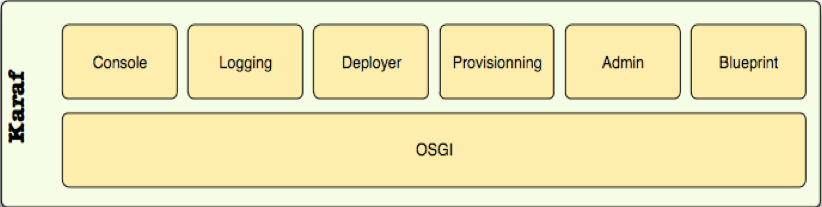 Karaf
Console
Logging
Deployer
Provisionning
Admin
Blueprint
OSGI